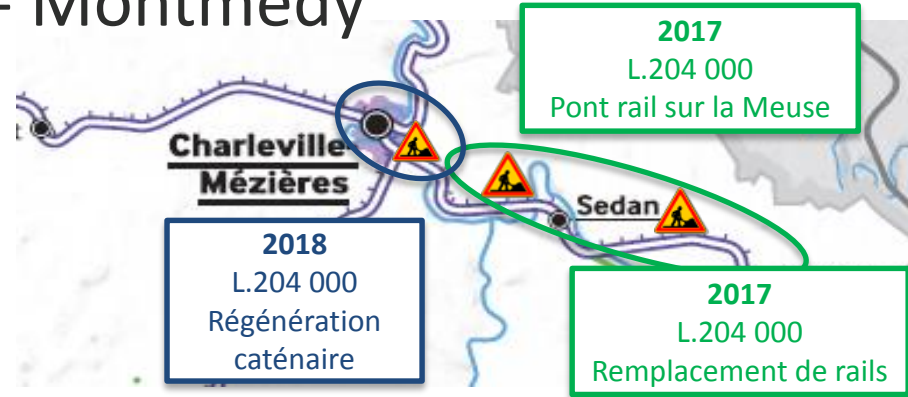 - Montmédy
2017
L.204 000
Pont rail sur la Meuse
Charleville-
Mézières
Sedan
2018
L.204 000
Régénération
caténaire
2017
L.204 000
Remplacement de rails